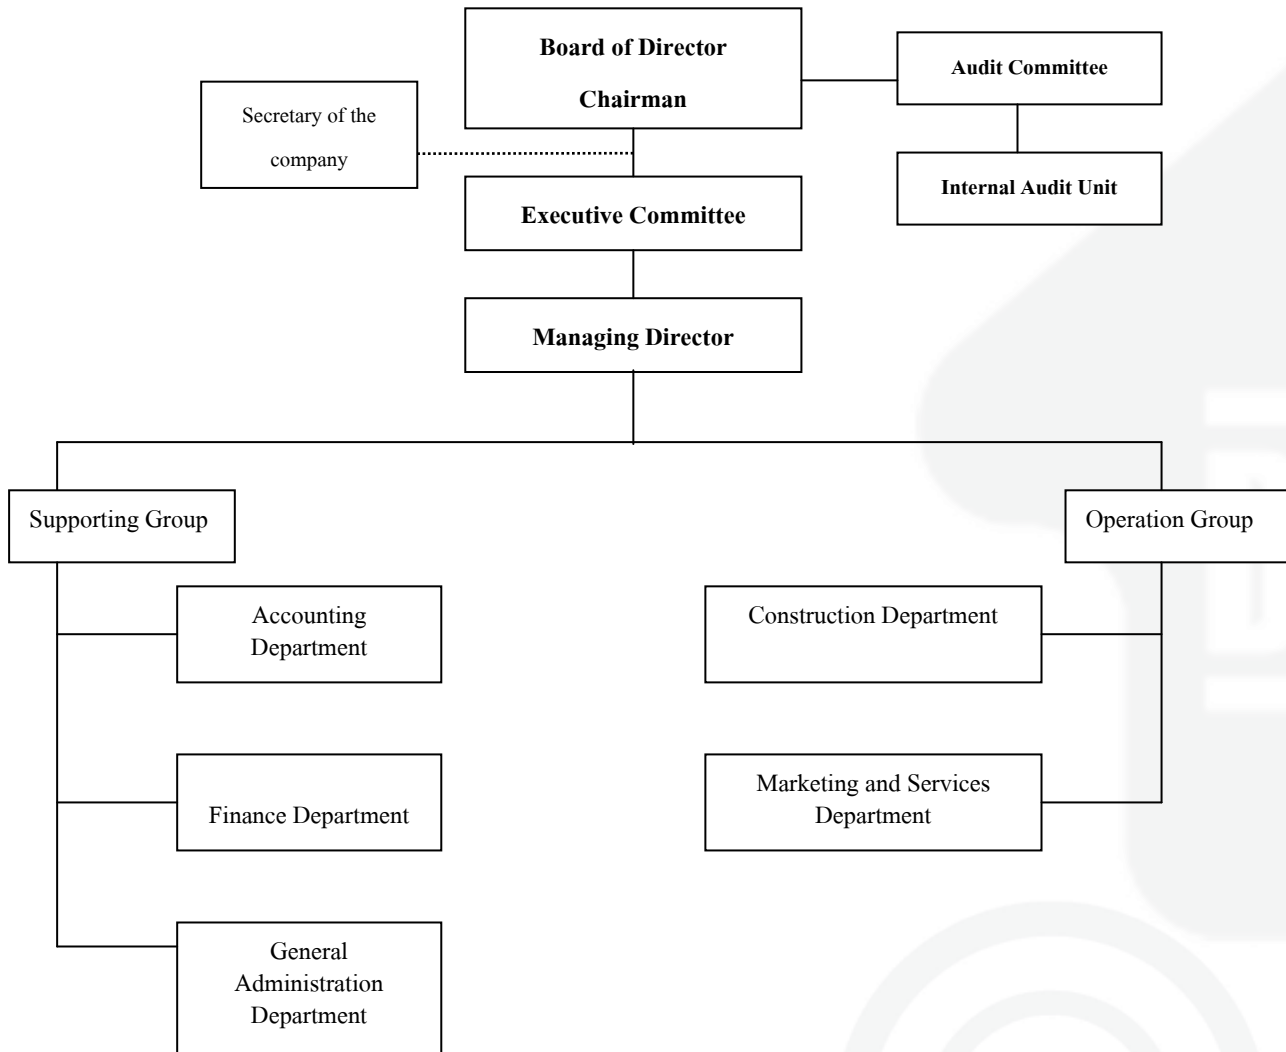 Board of Director
Chairman
Audit Committee
Secretary of the
company
Internal Audit Unit
Executive Committee
Managing Director
Supporting Group
Operation Group
Accounting
Department
Construction Department
Finance Department
Marketing and Services
Department
General
Administration
Department